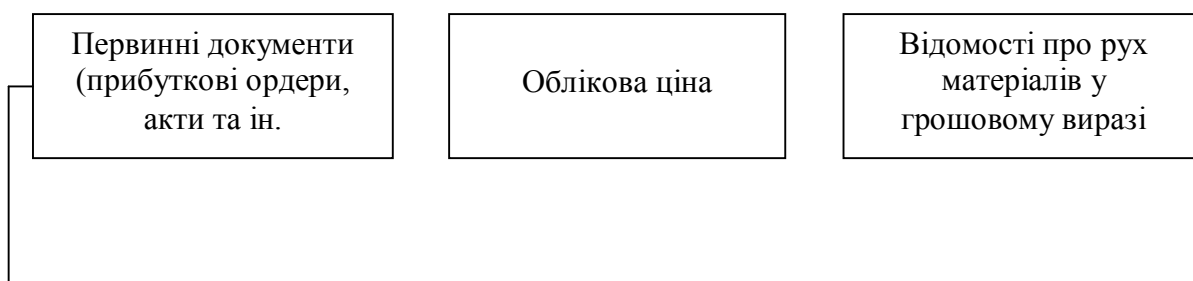 Первинні документи
(прибуткові ордери,
акти та ін.
Облікова ціна
Відомості про рух
матеріалів у
грошовому виразі